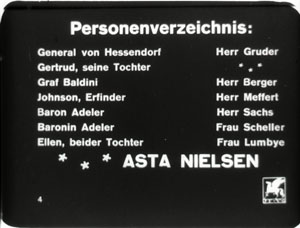 Personenverzeichnis:
General von Hessendorf Herr Gruder
Gertrud, seine Tochter * * *
Graf Baldini Herr Berger
Johnson, Erfinder Herr Meffert
Baron Adeler Herr Sachs
Baronin Adeler Frau Scheller
Ellen, beider Tochter Frau Lumbye
* * * ASTA NIELSEN
4